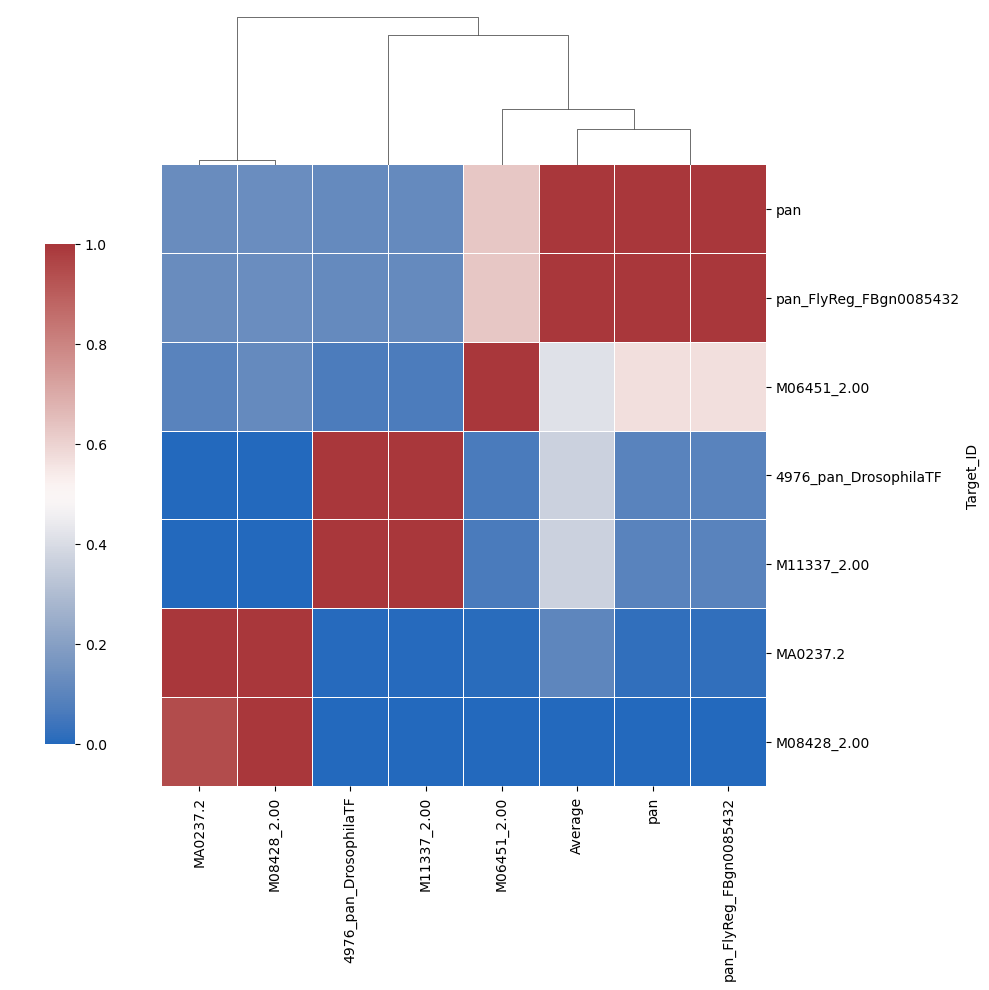 1.0
0.8
0.6
0.4
0.2
0.0
pan
pan_FlyReg_FBgn0085432
M06451_2.00
4976_pan_DrosophilaTF
M11337_2.00
MA0237.2
M08428_2.00
Target_ID
MA0237.2
M08428_2.00
4976_pan_DrosophilaTF
M11337_2.00
M06451_2.00
Average
pan
pan_FlyReg_FBgn0085432